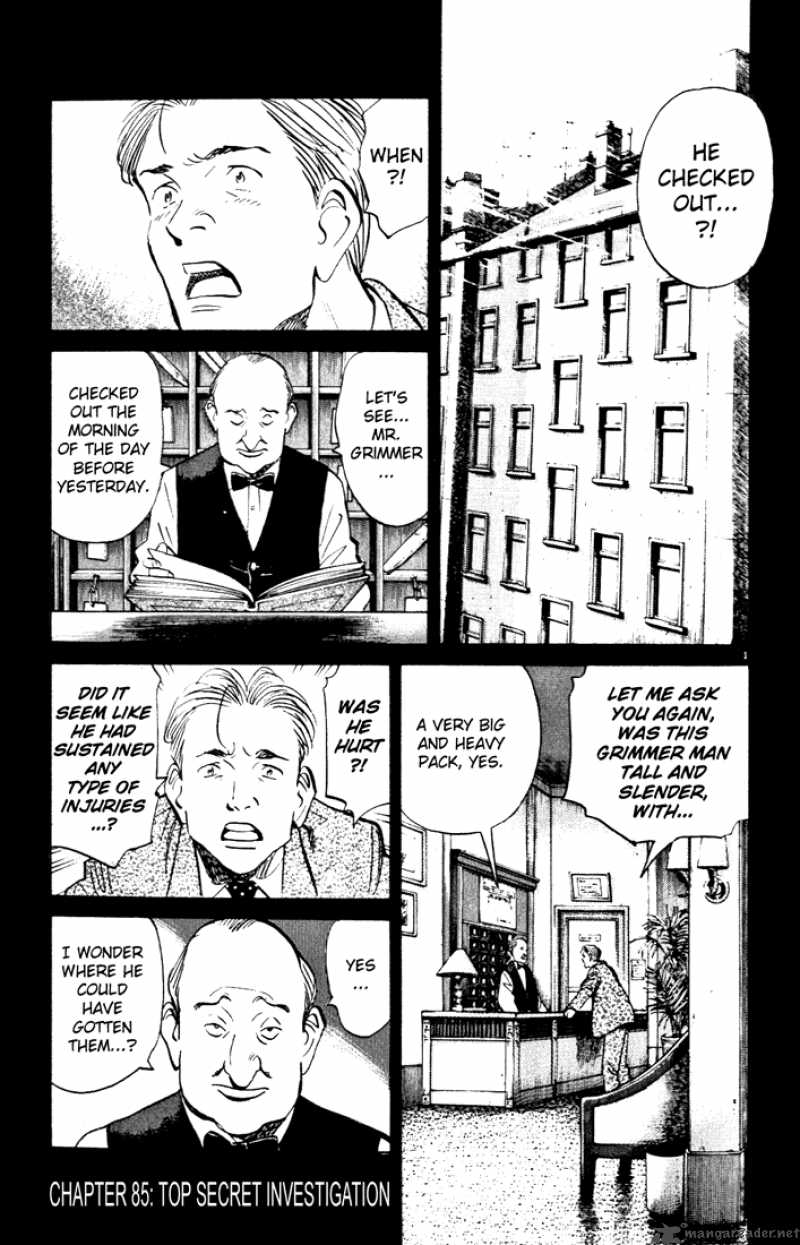 HE
CHECKED
OUT...
?!
WHEN
?!
LET'S
SEE...
MR.
GRIMMER
...
CHECKED
OUT THE
MORNING
OF THE DAY
BEFORE
YESTERDAY.
1
LET ME ASK
YOU AGAIN,
WAS THIS
GRIMMER MAN
TALL AND
SLENDER,
WITH...
A VERY BIG
AND HEAVY
PACK, YES.
WAS
HE
HURT
?!
DID IT
SEEM LIKE
HE HAD
SUSTAINED
ANY
TYPE OF
INJURIES
...?
YES
...
I WONDER
WHERE HE
COULD
HAVE
GOTTEN
THEM...?
CHAPTER 85: TOP SECRET INVESTIGATION
mangareader.net